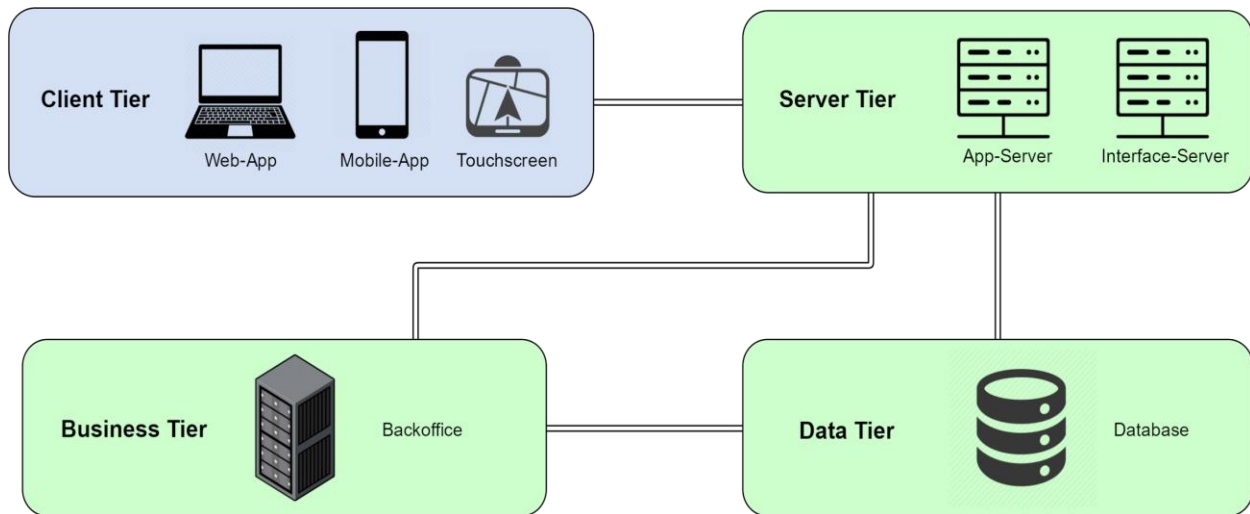 Client Tier
Web-App
Mobile-App
Touchscreen
Server Tier
App-Server
Interface-Server
Business Tier
Backoffice
Data Tier
Database